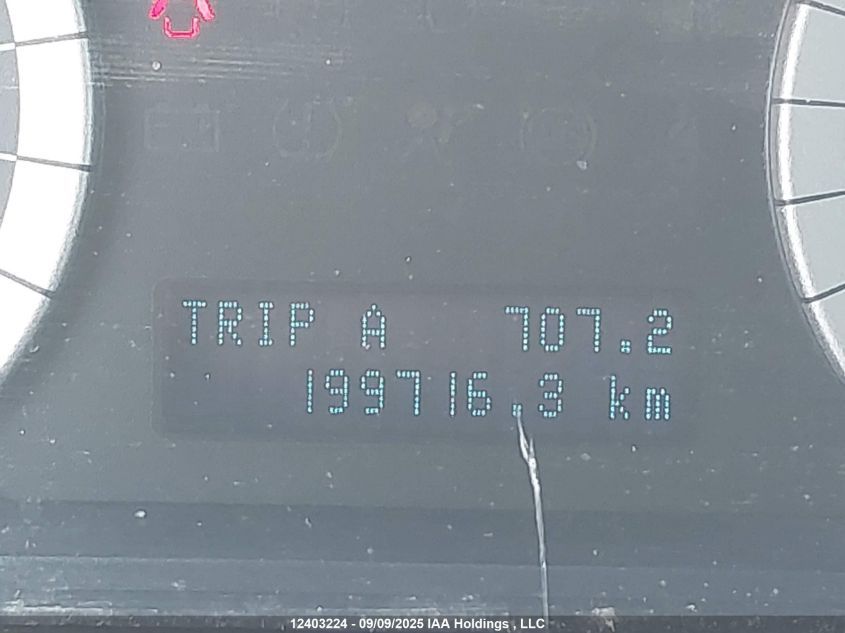 TRIP A 707.2
199716.3 km
12403224 - 09/09/2025 IAA Holdings , LLC